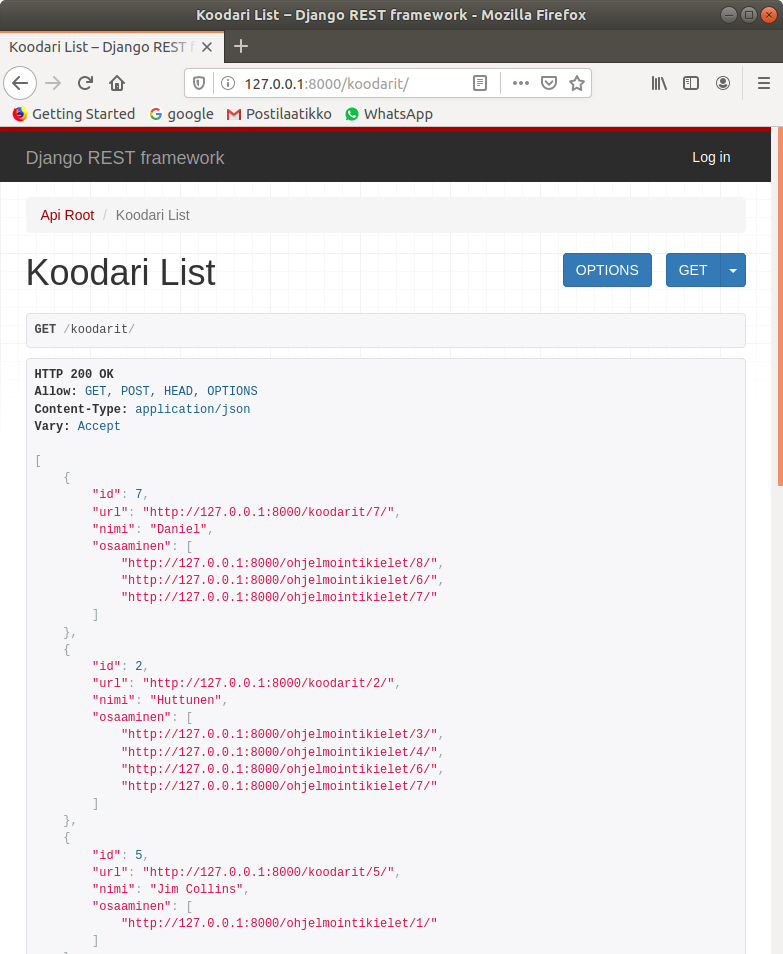 Koodari List – Django REST framework - Mozilla Firefox
Koodari List – Django REST f
127.0.0.1:8000/koodarit/
Getting Started google Postilaatikko WhatsApp
Django REST framework Log in
Api Root / Koodari List
Koodari List OPTIONS GET
GET /koodarit/
HTTP 200 OK
Allow: GET, POST, HEAD, OPTIONS
Content-Type: application/json
Vary: Accept
[
    {
        "id": 7,
        "url": "http://127.0.0.1:8000/koodarit/7/",
        "nimi": "Daniel",
        "osaaminen": [
            "http://127.0.0.1:8000/ohjelmointikielet/8/",
            "http://127.0.0.1:8000/ohjelmointikielet/6/",
            "http://127.0.0.1:8000/ohjelmointikielet/7/"
        ]
    },
    {
        "id": 2,
        "url": "http://127.0.0.1:8000/koodarit/2/",
        "nimi": "Huttunen",
        "osaaminen": [
            "http://127.0.0.1:8000/ohjelmointikielet/3/",
            "http://127.0.0.1:8000/ohjelmointikielet/4/",
            "http://127.0.0.1:8000/ohjelmointikielet/6/",
            "http://127.0.0.1:8000/ohjelmointikielet/7/"
        ]
    },
    {
        "id": 5,
        "url": "http://127.0.0.1:8000/koodarit/5/",
        "nimi": "Jim Collins",
        "osaaminen": [
            "http://127.0.0.1:8000/ohjelmointikielet/1/"
        ]